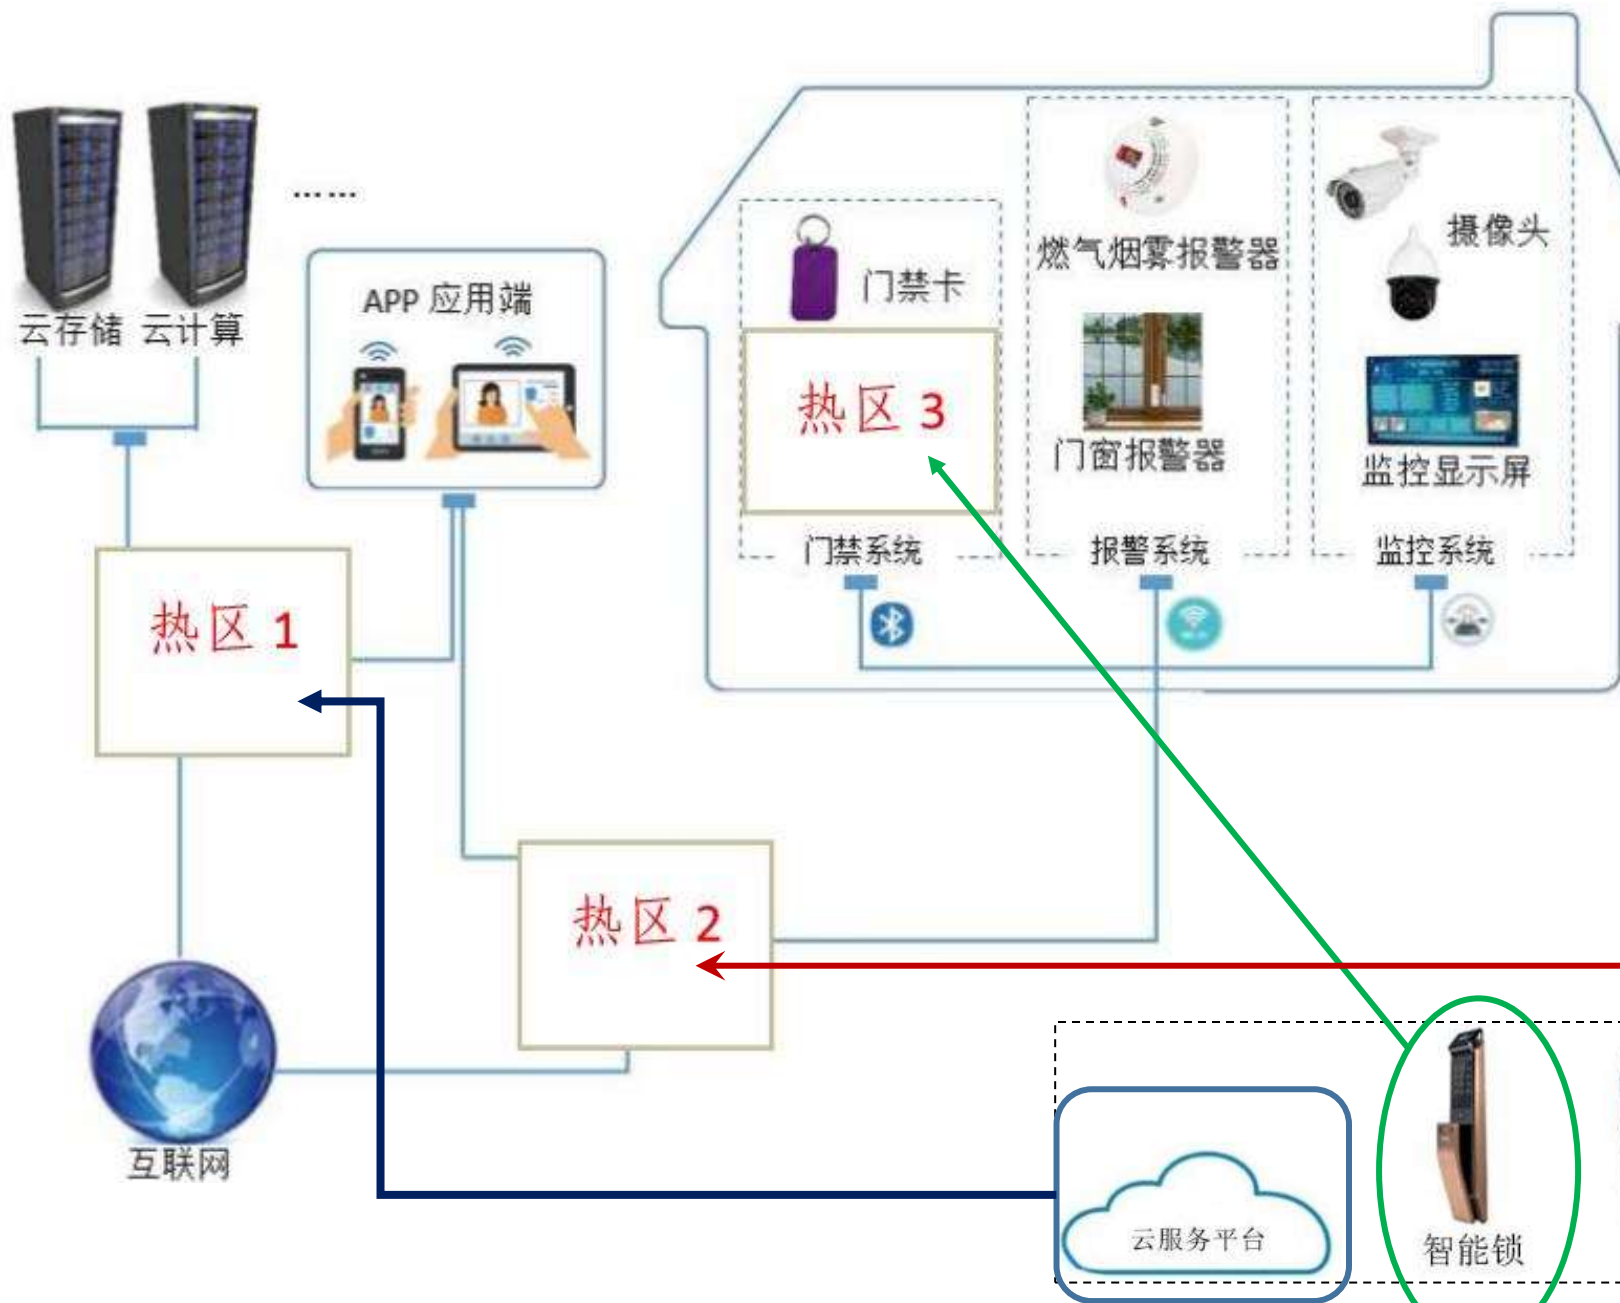 ……
云存储 云计算
APP 应用端
门禁卡
热区 3
门禁系统
燃气烟雾报警器
门窗报警器
报警系统
摄像头
监控显示屏
监控系统
热区 1
热区 2
互联网
云服务平台
智能锁